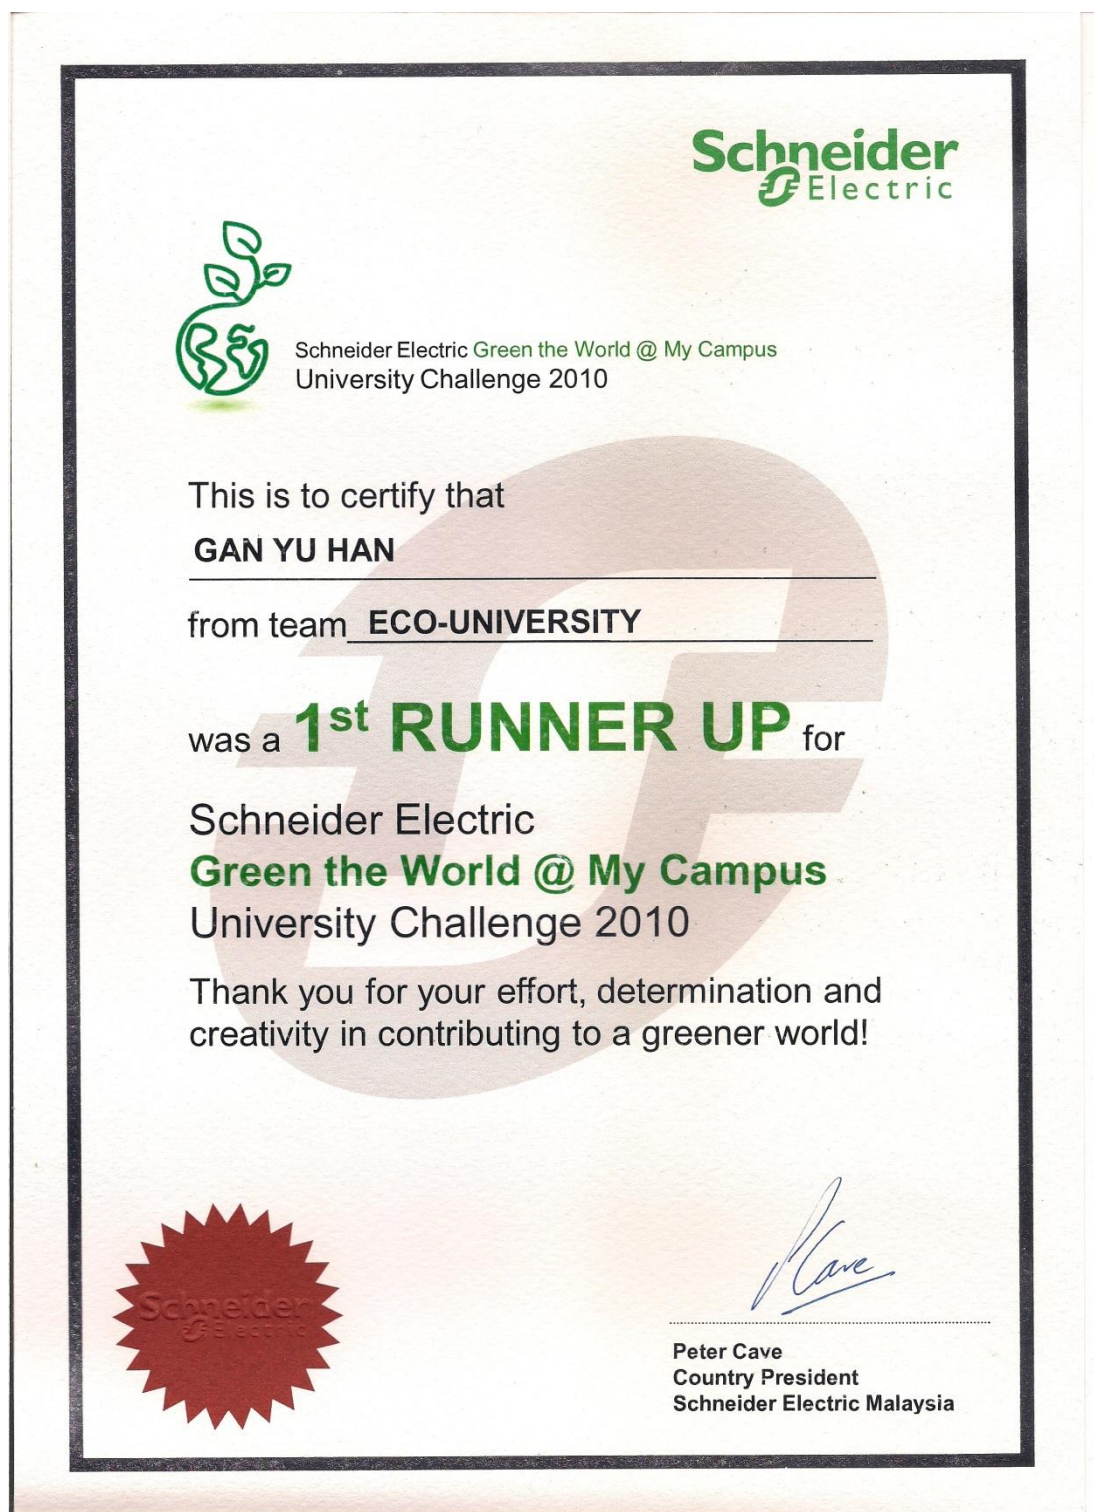 Schneider
Electric
Schneider Electric Green the World @ My Campus
University Challenge 2010
This is to certify that
GAN YU HAN
from team ECO-UNIVERSITY
was a 1st RUNNER UP for
Schneider Electric
Green the World @ My Campus
University Challenge 2010
Thank you for your effort, determination and
creativity in contributing to a greener world!
Schneider
Electric
PCave
Peter Cave
Country President
Schneider Electric Malaysia